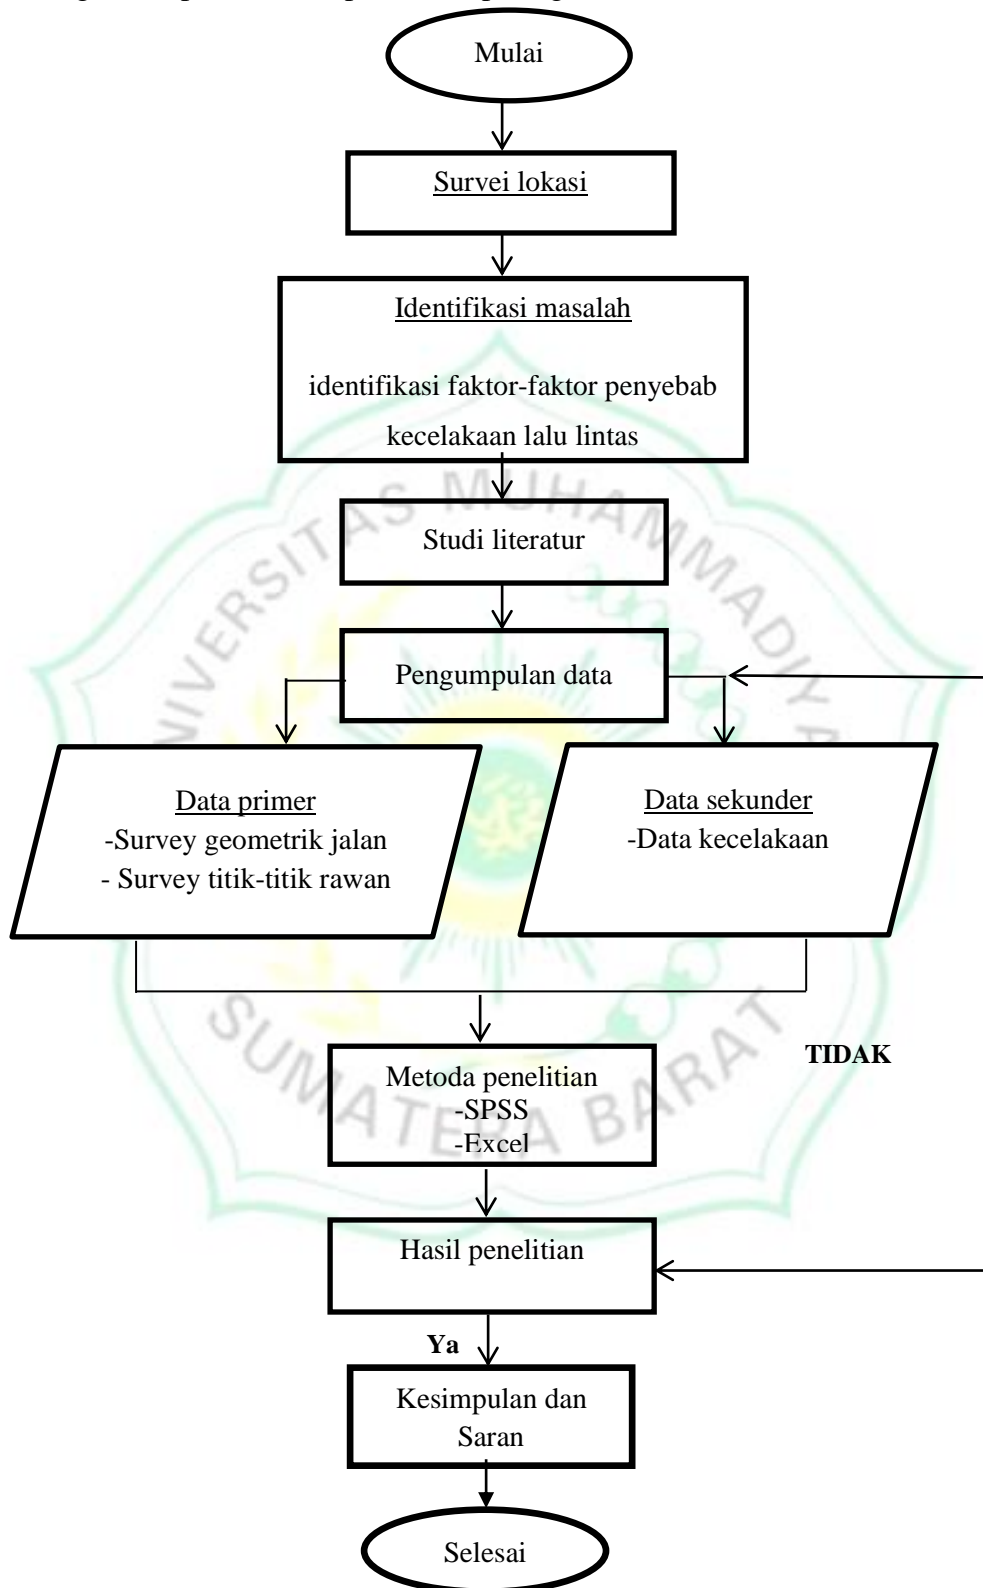 Mulai
Survei lokasi
Identifikasi masalah
identifikasi faktor-faktor penyebab
kecelakaan lalu lintas
Studi literatur
Pengumpulan data
Data primer
-Survey geometrik jalan
- Survey titik-titik rawan
Data sekunder
-Data kecelakaan
TIDAK
Metoda penelitian
-SPSS
-Excel
Hasil penelitian
Ya
Kesimpulan dan
Saran
Selesai
UNIVERSITAS MUHAMMADIYAH
SUMATERA BARAT